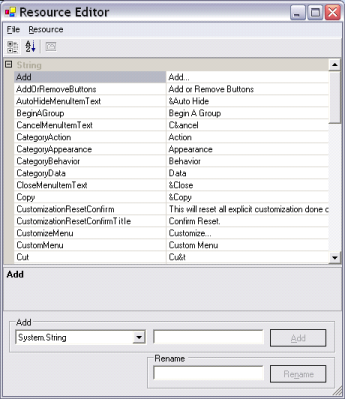 Resource Editor
File Resource
String
Add Add...
AddOrRemoveButtons Add or Remove Buttons
AutoHideMenuItemText &Auto Hide
BeginAGroup Begin A Group
CancelMenuItemText C&ancel
CategoryAction Action
CategoryAppearance Appearance
CategoryBehavior Behavior
CategoryData Data
CloseMenuItemText &Close
Copy &Copy
CustomizationResetConfirm This will reset all explicit customization done o
CustomizationResetConfirmTitle Confirm Reset.
CustomizeMenu Customize...
CustomMenu Custom Menu
Cut Cu&t
Add
Add
System.String Add
Rename
Rename